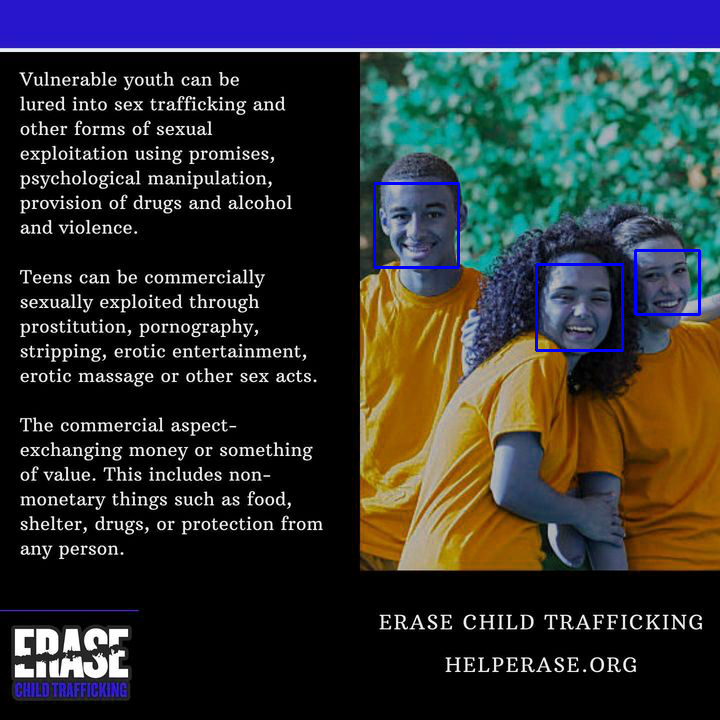 Vulnerable youth can be
lured into sex trafficking and
other forms of sexual
exploitation using promises,
psychological manipulation,
provision of drugs and alcohol
and violence.
Teens can be commercially
sexually exploited through
prostitution, pornography,
stripping, erotic entertainment,
erotic massage or other sex acts.
The commercial aspect-
exchanging money or something
of value. This includes non-
monetary things such as food,
shelter, drugs, or protection from
any person.
ERASE
CHILD TRAFFICKING
ERASE CHILD TRAFFICKING
HELPERASE.ORG